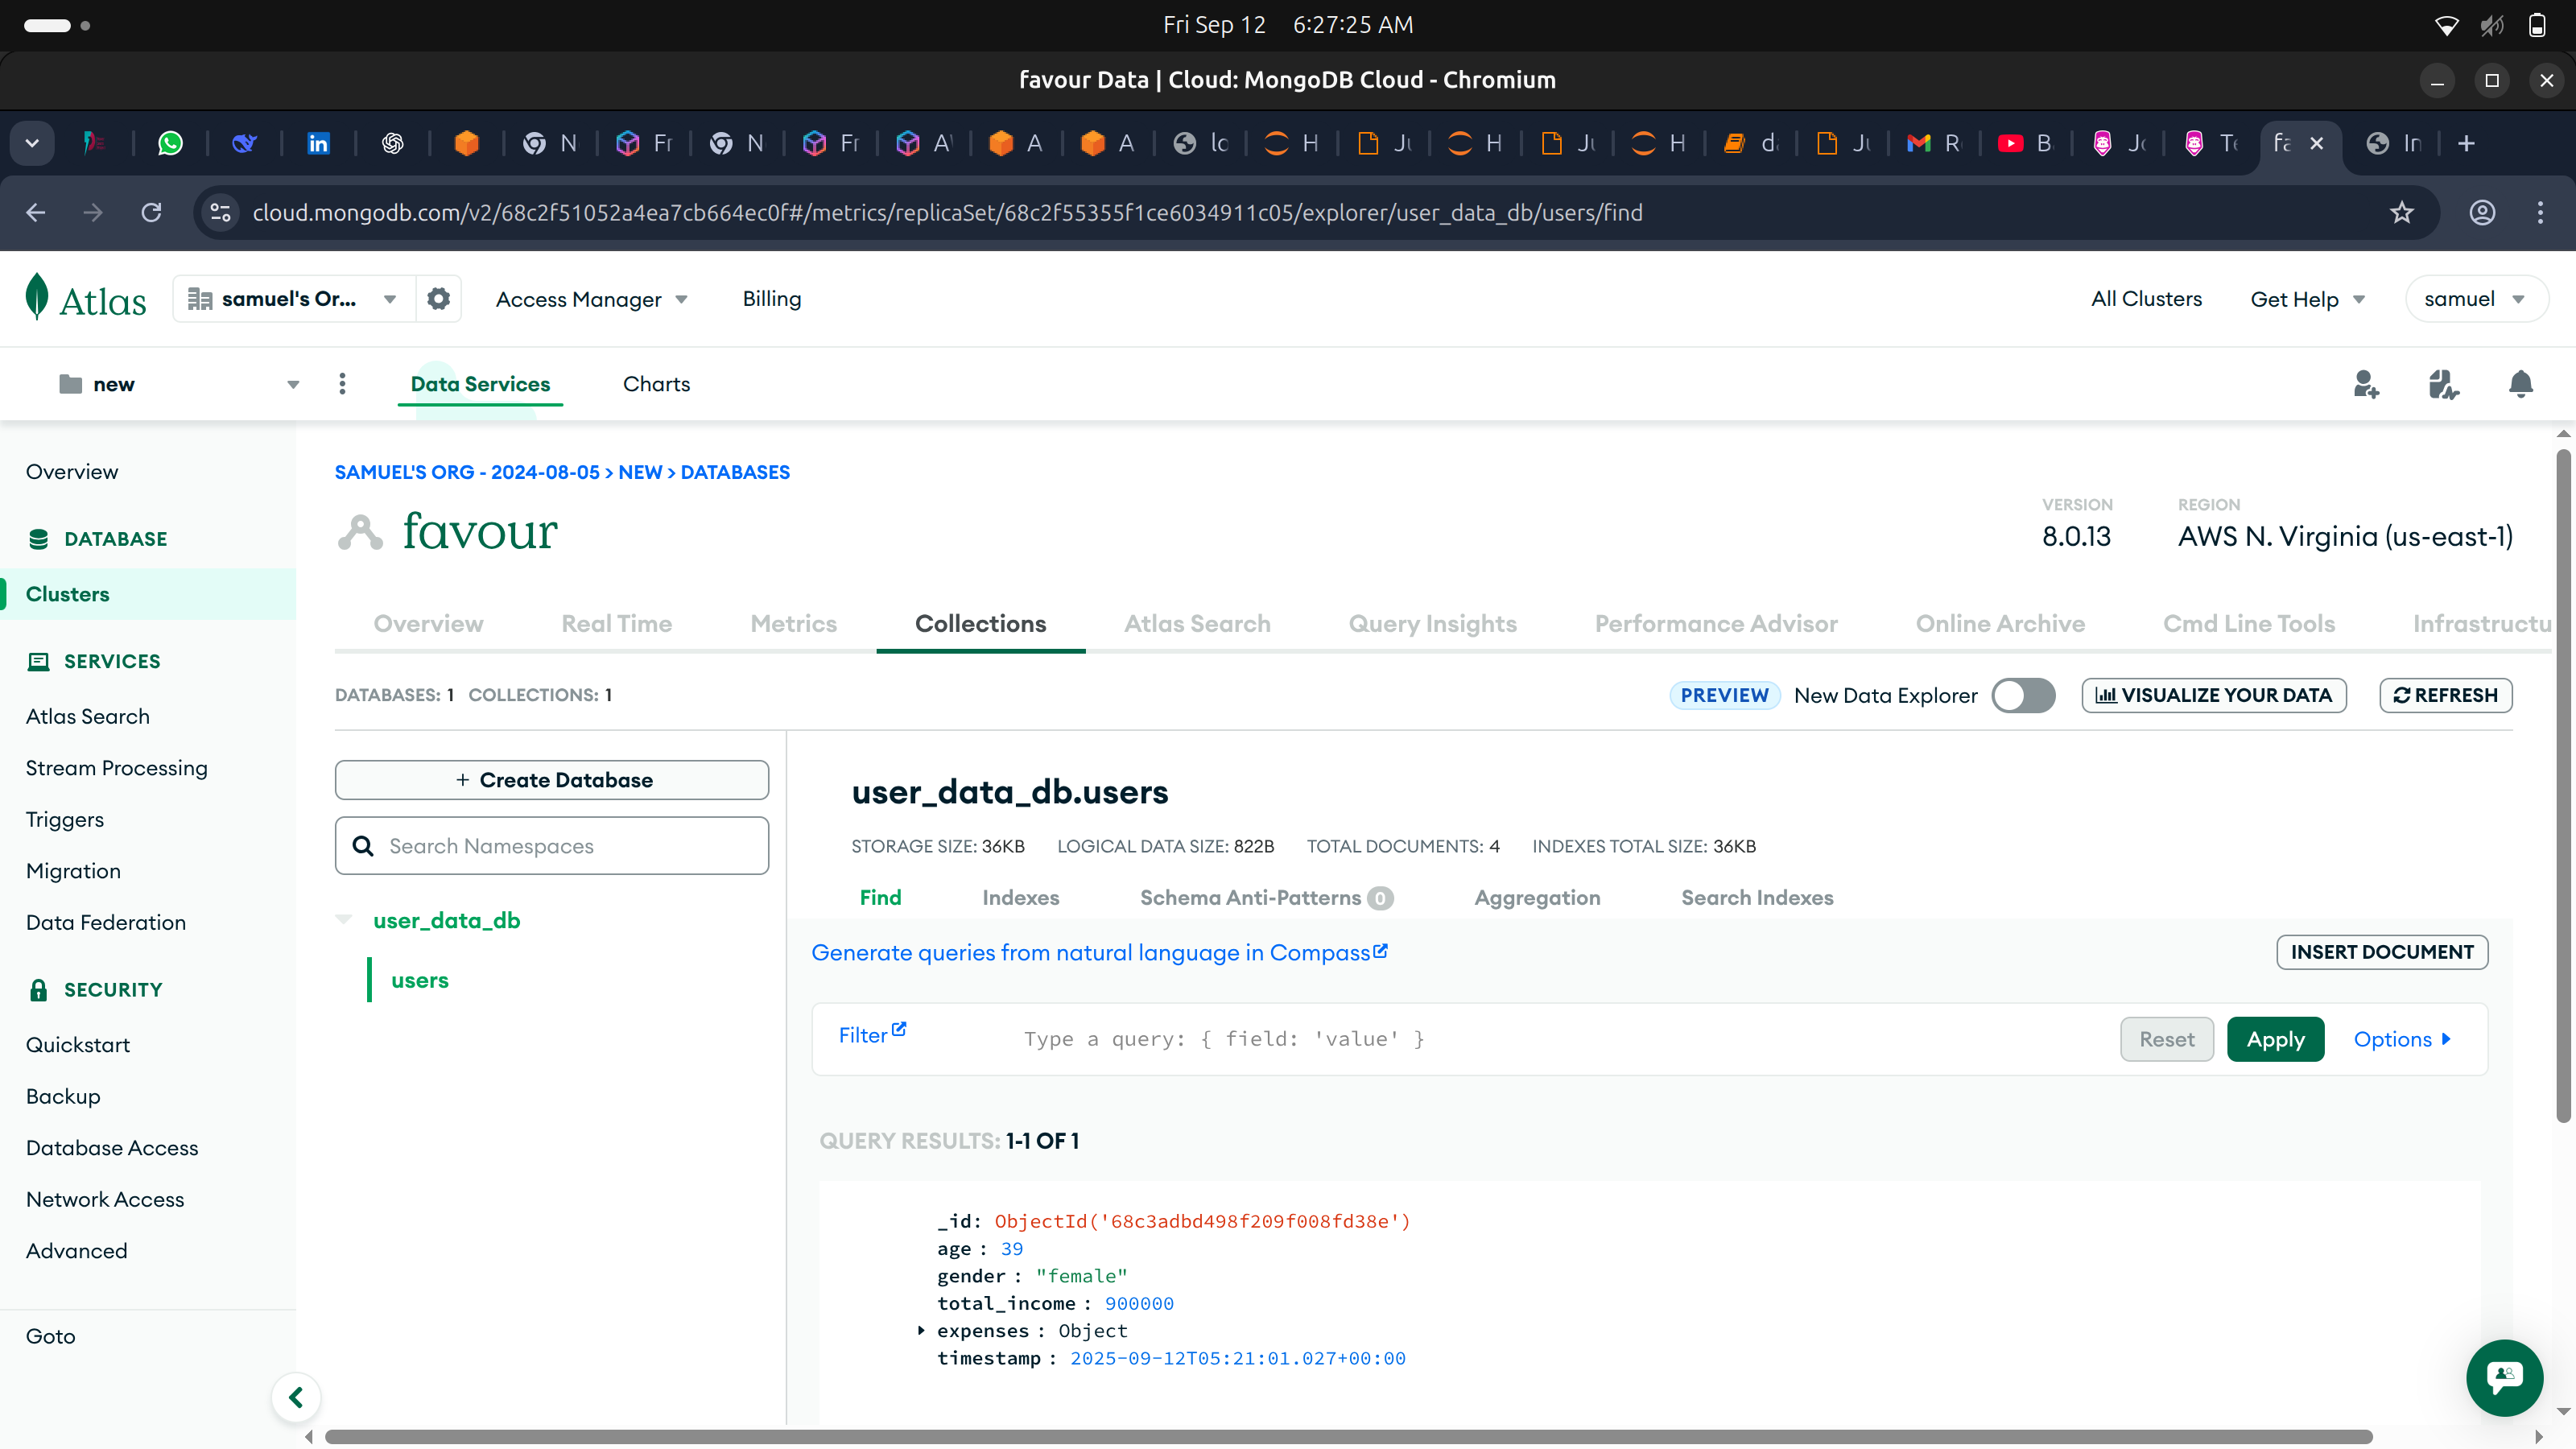 Fri Sep 12 6:27:25 AM
favour Data | Cloud: MongoDB Cloud - Chromium
N Fr N Fr A A A lo H Ju H Ju H d Ju R B Jo Te fa In
cloud.mongodb.com/v2/68c2f51052a4ea7cb664ec0f#/metrics/replicaSet/68c2f55355f1ce6034911c05/explorer/user_data_db/users/find
Atlas samuel's Or... Access Manager Billing All Clusters Get Help samuel
new Data Services Charts
Overview
DATABASE
Clusters
SERVICES
Atlas Search
Stream Processing
Triggers
Migration
Data Federation
SECURITY
Quickstart
Backup
Database Access
Network Access
Advanced
Goto
SAMUEL'S ORG - 2024-08-05 > NEW > DATABASES
favour
VERSION REGION
8.0.13 AWS N. Virginia (us-east-1)
Overview Real Time Metrics Collections Atlas Search Query Insights Performance Advisor Online Archive Cmd Line Tools Infrastructu
DATABASES: 1 COLLECTIONS: 1 PREVIEW New Data Explorer VISUALIZE YOUR DATA REFRESH
+ Create Database
Search Namespaces
user_data_db
users
user_data_db.users
STORAGE SIZE: 36KB LOGICAL DATA SIZE: 822B TOTAL DOCUMENTS: 4 INDEXES TOTAL SIZE: 36KB
Find Indexes Schema Anti-Patterns 0 Aggregation Search Indexes
Generate queries from natural language in Compass INSERT DOCUMENT
Filter Type a query: { field: 'value' } Reset Apply Options
QUERY RESULTS: 1-1 OF 1
_id: ObjectId('68c3adbd498f209f008fd38e')
age : 39
gender : "female"
total_income : 900000
expenses : Object
timestamp : 2025-09-12T05:21:01.027+00:00